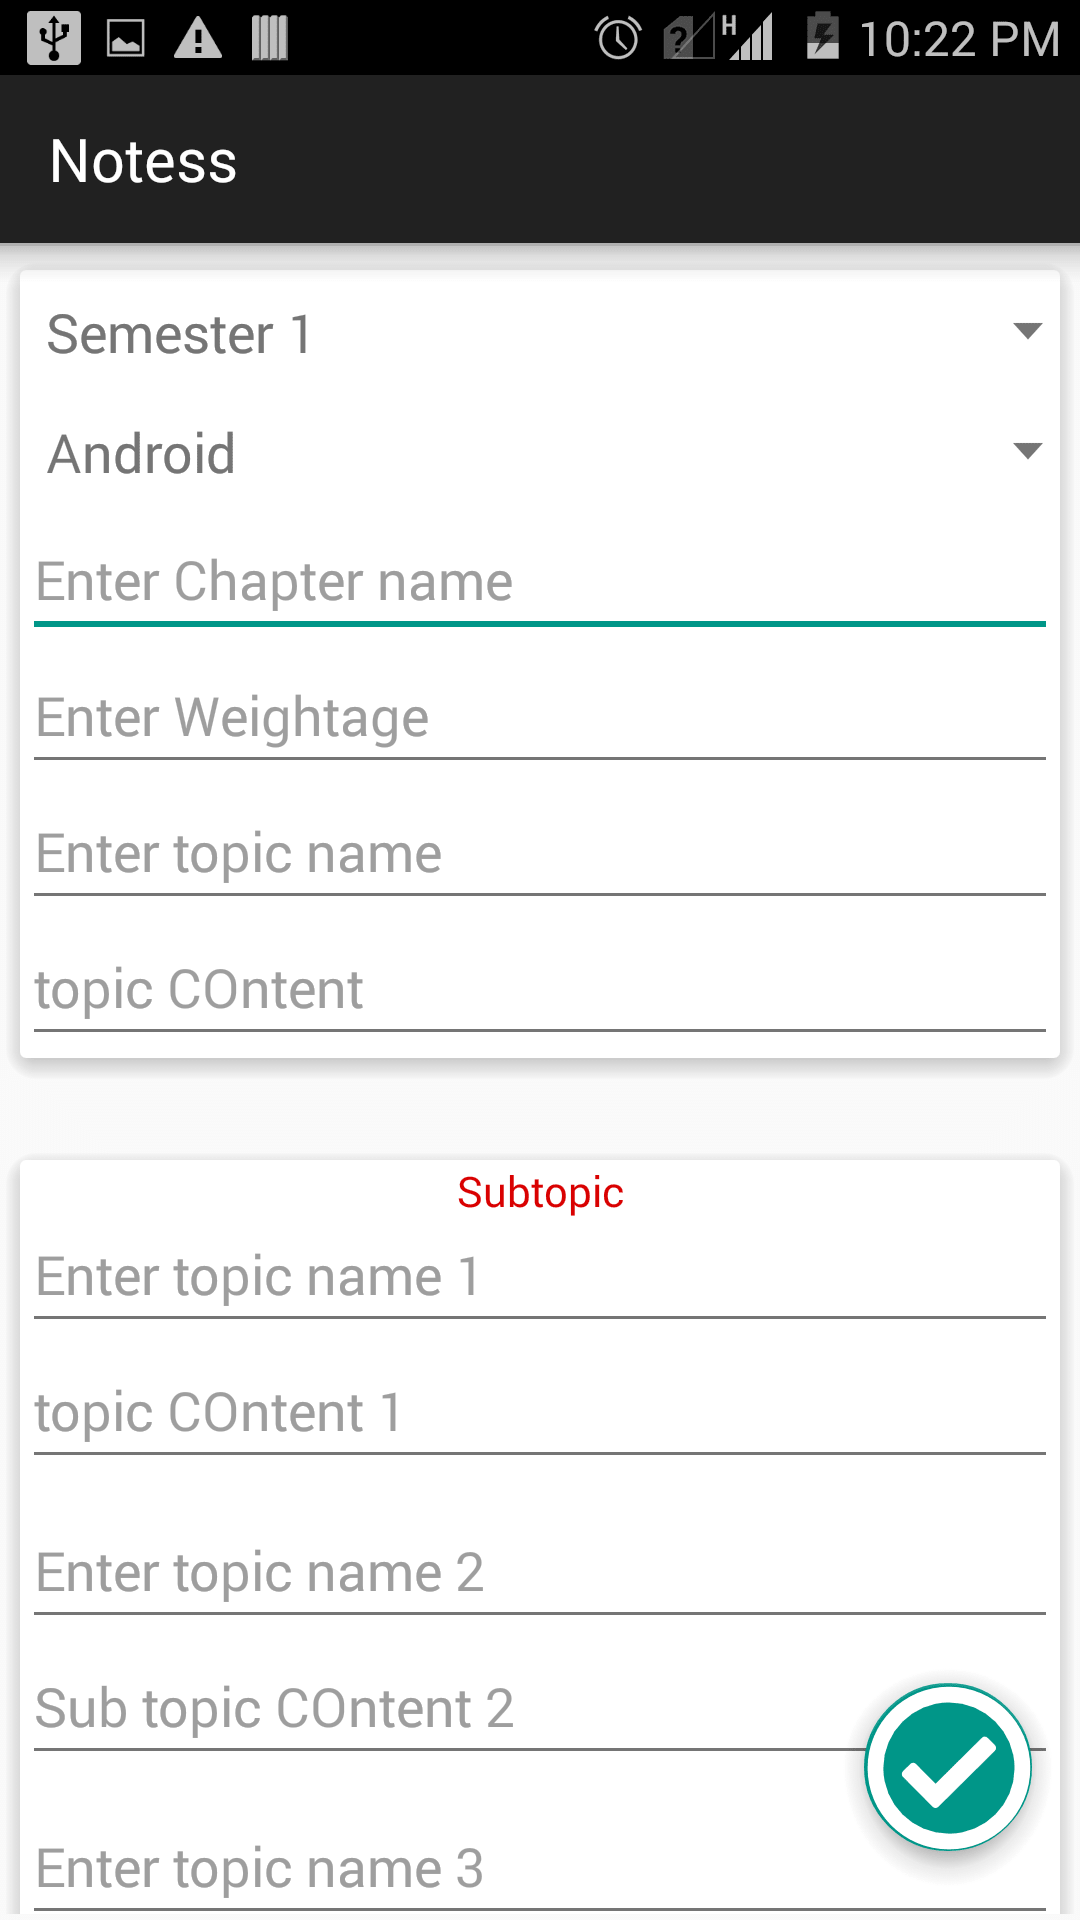 H 10:22 PM
Notess
Semester 1
Android
Enter Chapter name
Enter Weightage
Enter topic name
topic COntent
Subtopic
Enter topic name 1
topic COntent 1
Enter topic name 2
Sub topic COntent 2
Enter topic name 3